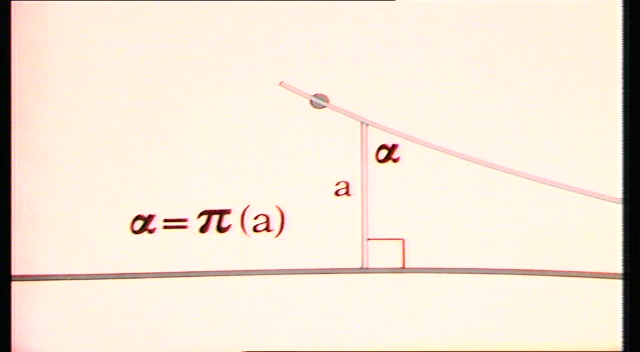 α
a
α = π (a)